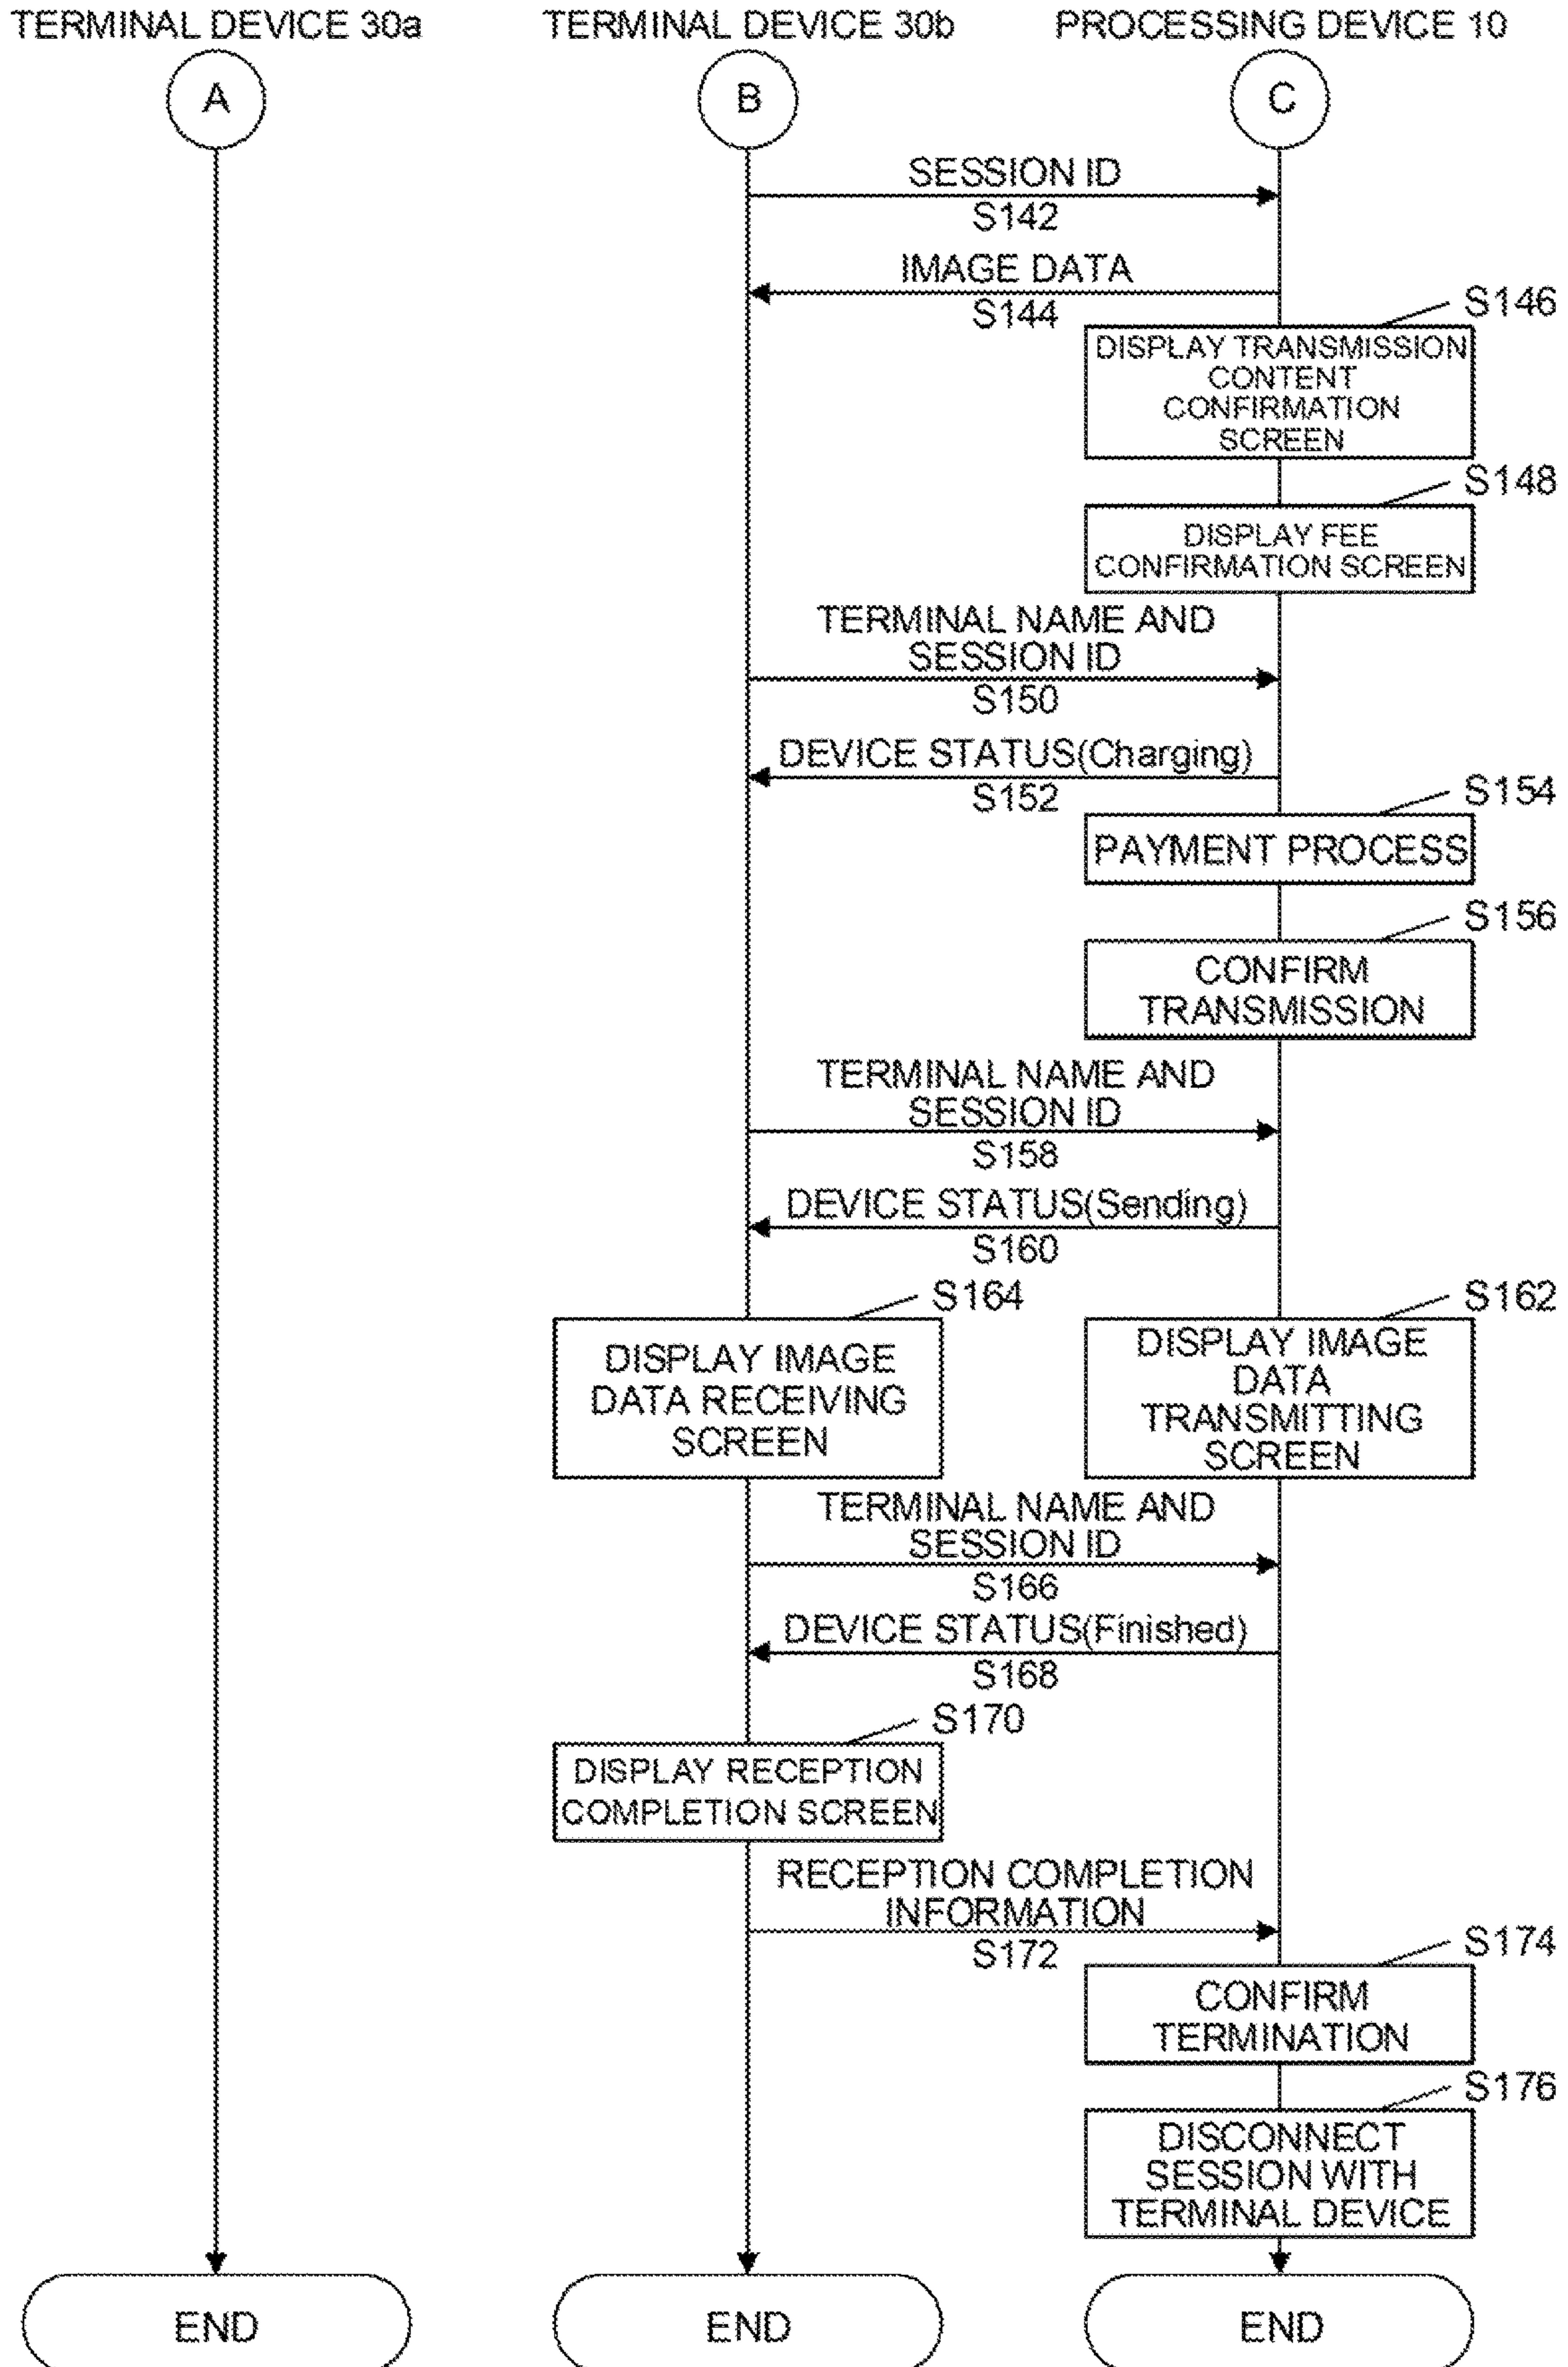 TERMINAL DEVICE 30a
TERMINAL DEVICE 30b
PROCESSING DEVICE 10
A
B
C
SESSION ID
S142
IMAGE DATA
S144
S146
DISPLAY TRANSMISSION
CONTENT
CONFIRMATION
SCREEN
S148
DISPLAY FEE
CONFIRMATION SCREEN
TERMINAL NAME AND
SESSION ID
S150
DEVICE STATUS(Charging)
S152
S154
PAYMENT PROCESS
S156
CONFIRM
TRANSMISSION
TERMINAL NAME AND
SESSION ID
S158
DEVICE STATUS(Sending)
S160
S164
DISPLAY IMAGE
DATA RECEIVING
SCREEN
S162
DISPLAY IMAGE
DATA
TRANSMITTING
SCREEN
TERMINAL NAME AND
SESSION ID
S166
DEVICE STATUS(Finished)
S168
S170
DISPLAY RECEPTION
COMPLETION SCREEN
RECEPTION COMPLETION
INFORMATION
S172
S174
CONFIRM
TERMINATION
S176
DISCONNECT
SESSION WITH
TERMINAL DEVICE
END
END
END